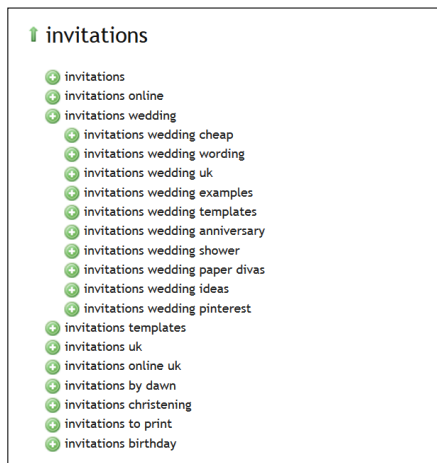 invitations
invitations
invitations online
invitations wedding
invitations wedding cheap
invitations wedding wording
invitations wedding uk
invitations wedding examples
invitations wedding templates
invitations wedding anniversary
invitations wedding shower
invitations wedding paper divas
invitations wedding ideas
invitations wedding pinterest
invitations templates
invitations uk
invitations online uk
invitations by dawn
invitations christening
invitations to print
invitations birthday